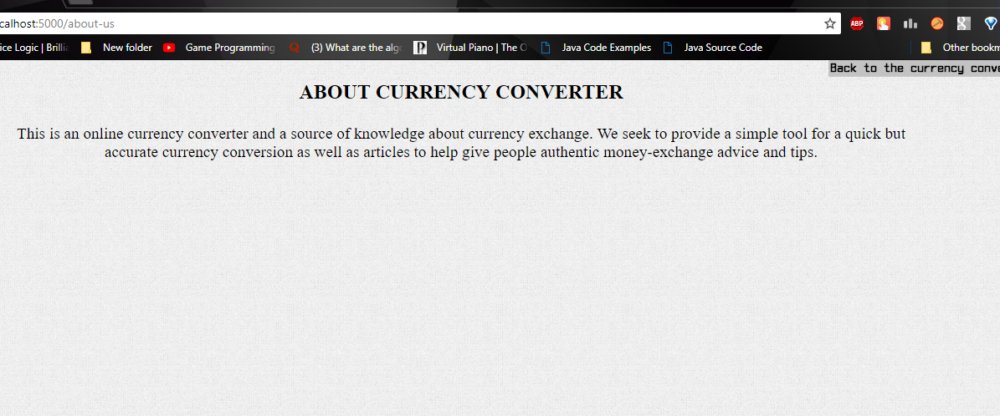 calhost:5000/about-us
ABP
ice Logic | Brillia New folder Game Programming (3) What are the algo Virtual Piano | The O Java Code Examples Java Source Code Other bookm
Back to the currency conve
ABOUT CURRENCY CONVERTER
This is an online currency converter and a source of knowledge about currency exchange. We seek to provide a simple tool for a quick but
accurate currency conversion as well as articles to help give people authentic money-exchange advice and tips.